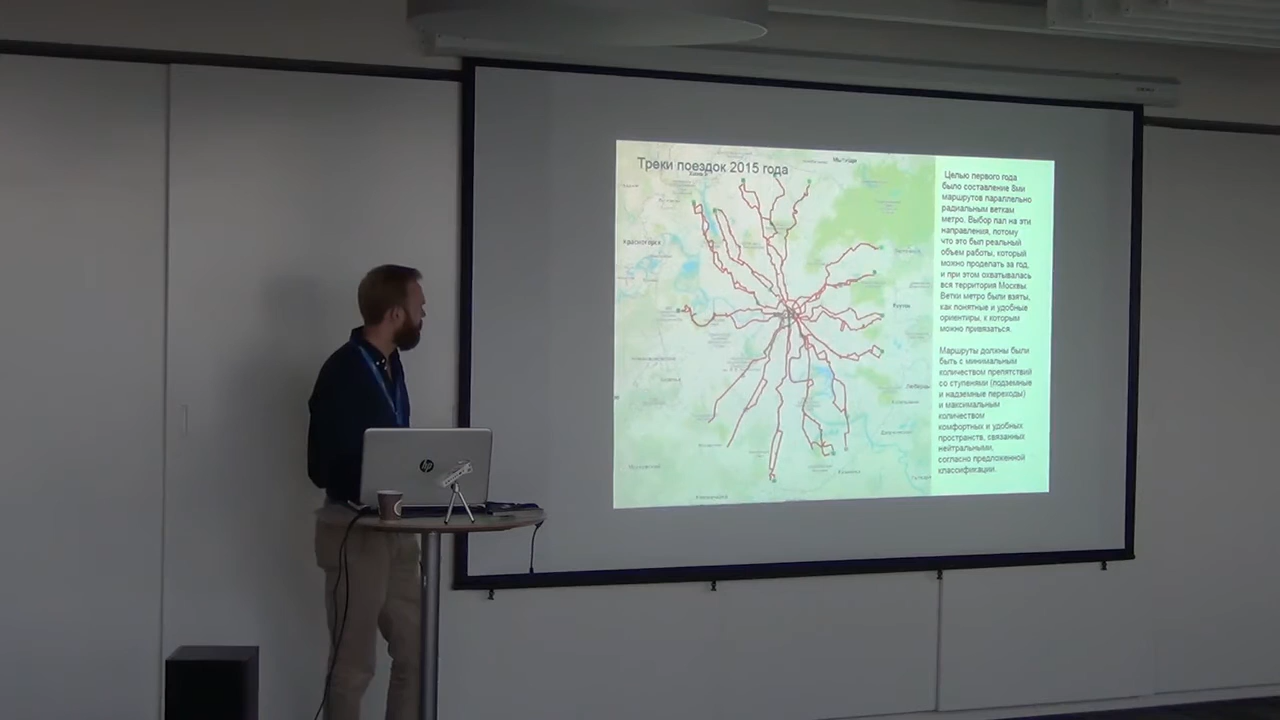 Треки поездок 2015 года
Мытищи
Красногорск
Целью первого года
было составление 8ми
маршрутов параллельно
радиальным веткам
метро. Выбор пал на эти
направления, потому
что это был реальный
объем работы, который
можно проделать за год,
и при этом охватывалась
вся территория Москвы.
Ветки метро были взяты,
как понятные и удобные
ориентиры, к которым
можно привязаться.
Маршруты должны были
быть с минимальным
количеством препятствий
со ступенями (подземные
и надземные переходы)
и максимальным
количеством
комфортных и удобных
пространств, связанных
нейтральными,
согласно предложенной
классификации.
hp